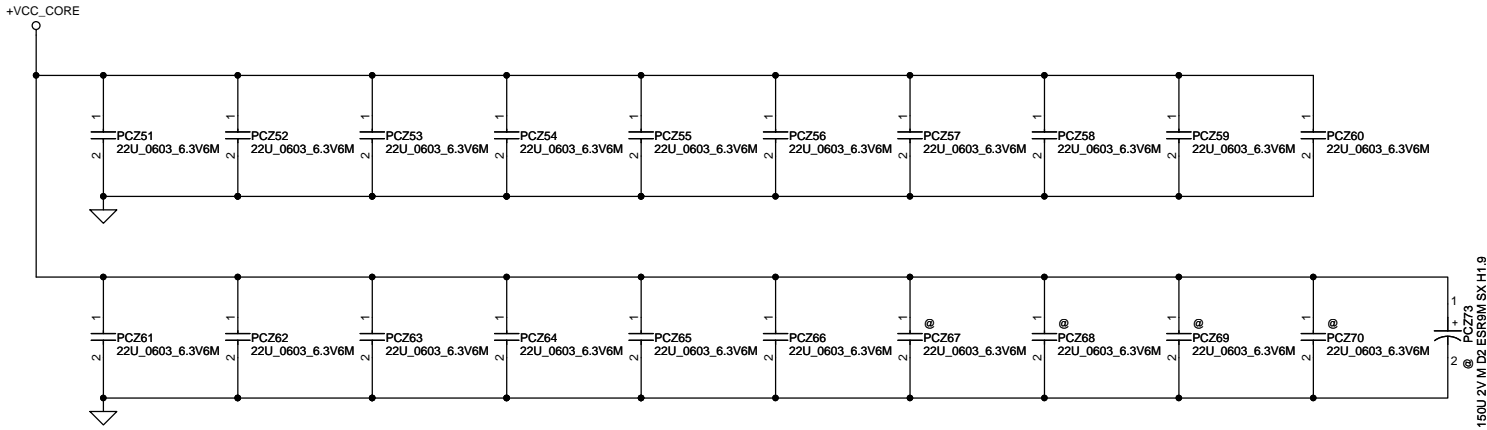 +VCC_CORE
1
1
1
1
1
1
1
1
1
1
PCZ51
PCZ52
PCZ53
PCZ54
PCZ55
PCZ56
PCZ57
PCZ58
PCZ59
PCZ60
22U_0603_6.3V6M
22U_0603_6.3V6M
22U_0603_6.3V6M
22U_0603_6.3V6M
22U_0603_6.3V6M
22U_0603_6.3V6M
22U_0603_6.3V6M
22U_0603_6.3V6M
22U_0603_6.3V6M
22U_0603_6.3V6M
2
2
2
2
2
2
2
2
2
2
1
1
1
1
1
1
1
@
1
@
1
@
1
@
1
+
PCZ61
PCZ62
PCZ63
PCZ64
PCZ65
PCZ66
PCZ67
PCZ68
PCZ69
PCZ70
22U_0603_6.3V6M
22U_0603_6.3V6M
22U_0603_6.3V6M
22U_0603_6.3V6M
22U_0603_6.3V6M
22U_0603_6.3V6M
22U_0603_6.3V6M
22U_0603_6.3V6M
22U_0603_6.3V6M
22U_0603_6.3V6M
2
2
2
2
2
2
2
2
2
2
2
@ PCZ73
150U 2V M D2 ESR9M SX H1.9